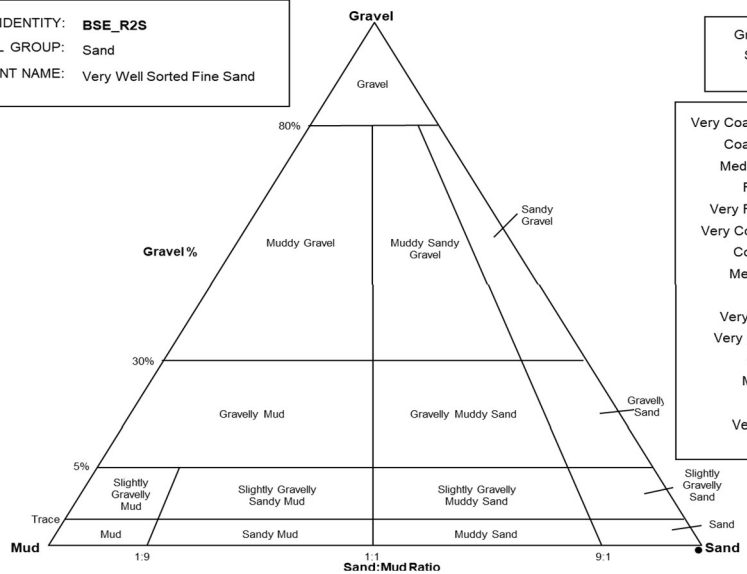 IDENTITY: BSE_R2S
GROUP: Sand
NT NAME: Very Well Sorted Fine Sand
Gravel
Gravel
80%
Sandy
Gravel
Muddy Gravel
Muddy Sandy
Gravel
Gravel %
30%
Gravelly Mud
Gravelly Muddy Sand
Gravelly
Sand
5%
Slightly
Gravelly
Mud
Slightly Gravelly
Sandy Mud
Slightly Gravelly
Muddy Sand
Slightly
Gravelly
Sand
Trace
Mud
Sandy Mud
Muddy Sand
Sand
Mud
1:9
1:1
9:1
Sand
Sand:Mud Ratio
Gr
S
Very Coa
Coa
Med
F
Very F
Very Co
Co
Me
Very
Very
M
Ve